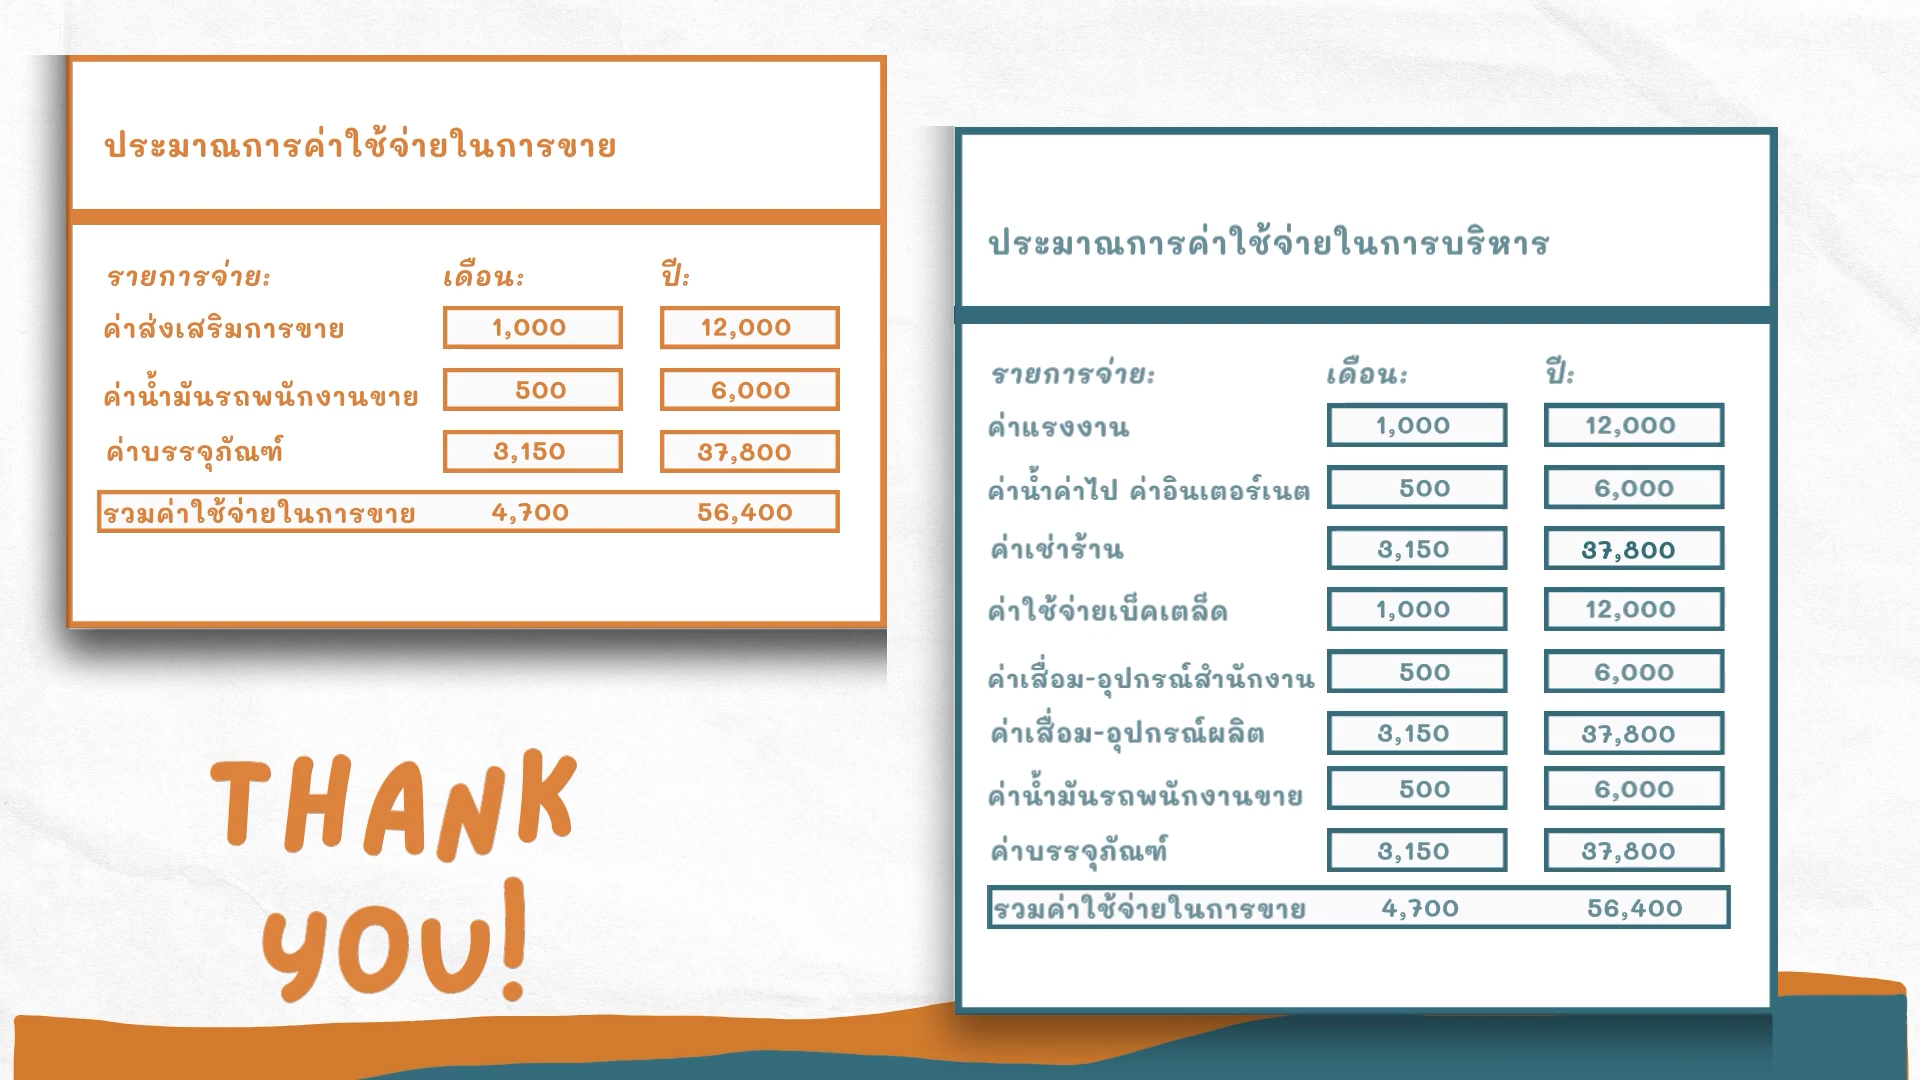 ประมาณการค่าใช้จ่ายในการขาย
รายการจ่าย: เดือน: ปี:
ค่าส่งเสริมการขาย 1,000 12,000
ค่าน้ำมันรถพนักงานขาย 500 6,000
ค่าบรรจุภัณฑ์ 3,150 37,800
รวมค่าใช้จ่ายในการขาย 4,700 56,400
THANK
YOU!
ประมาณการค่าใช้จ่ายในการบริหาร
รายการจ่าย: เดือน: ปี:
ค่าแรงงาน 1,000 12,000
ค่าน้ำค่าไป ค่าอินเตอร์เนต 500 6,000
ค่าเช่าร้าน 3,150 37,800
ค่าใช้จ่ายเบ็คเตล็ด 1,000 12,000
ค่าเสื่อม-อุปกรณ์สำนักงาน 500 6,000
ค่าเสื่อม-อุปกรณ์ผลิต 3,150 37,800
ค่าน้ำมันรถพนักงานขาย 500 6,000
ค่าบรรจุภัณฑ์ 3,150 37,800
รวมค่าใช้จ่ายในการขาย 4,700 56,400